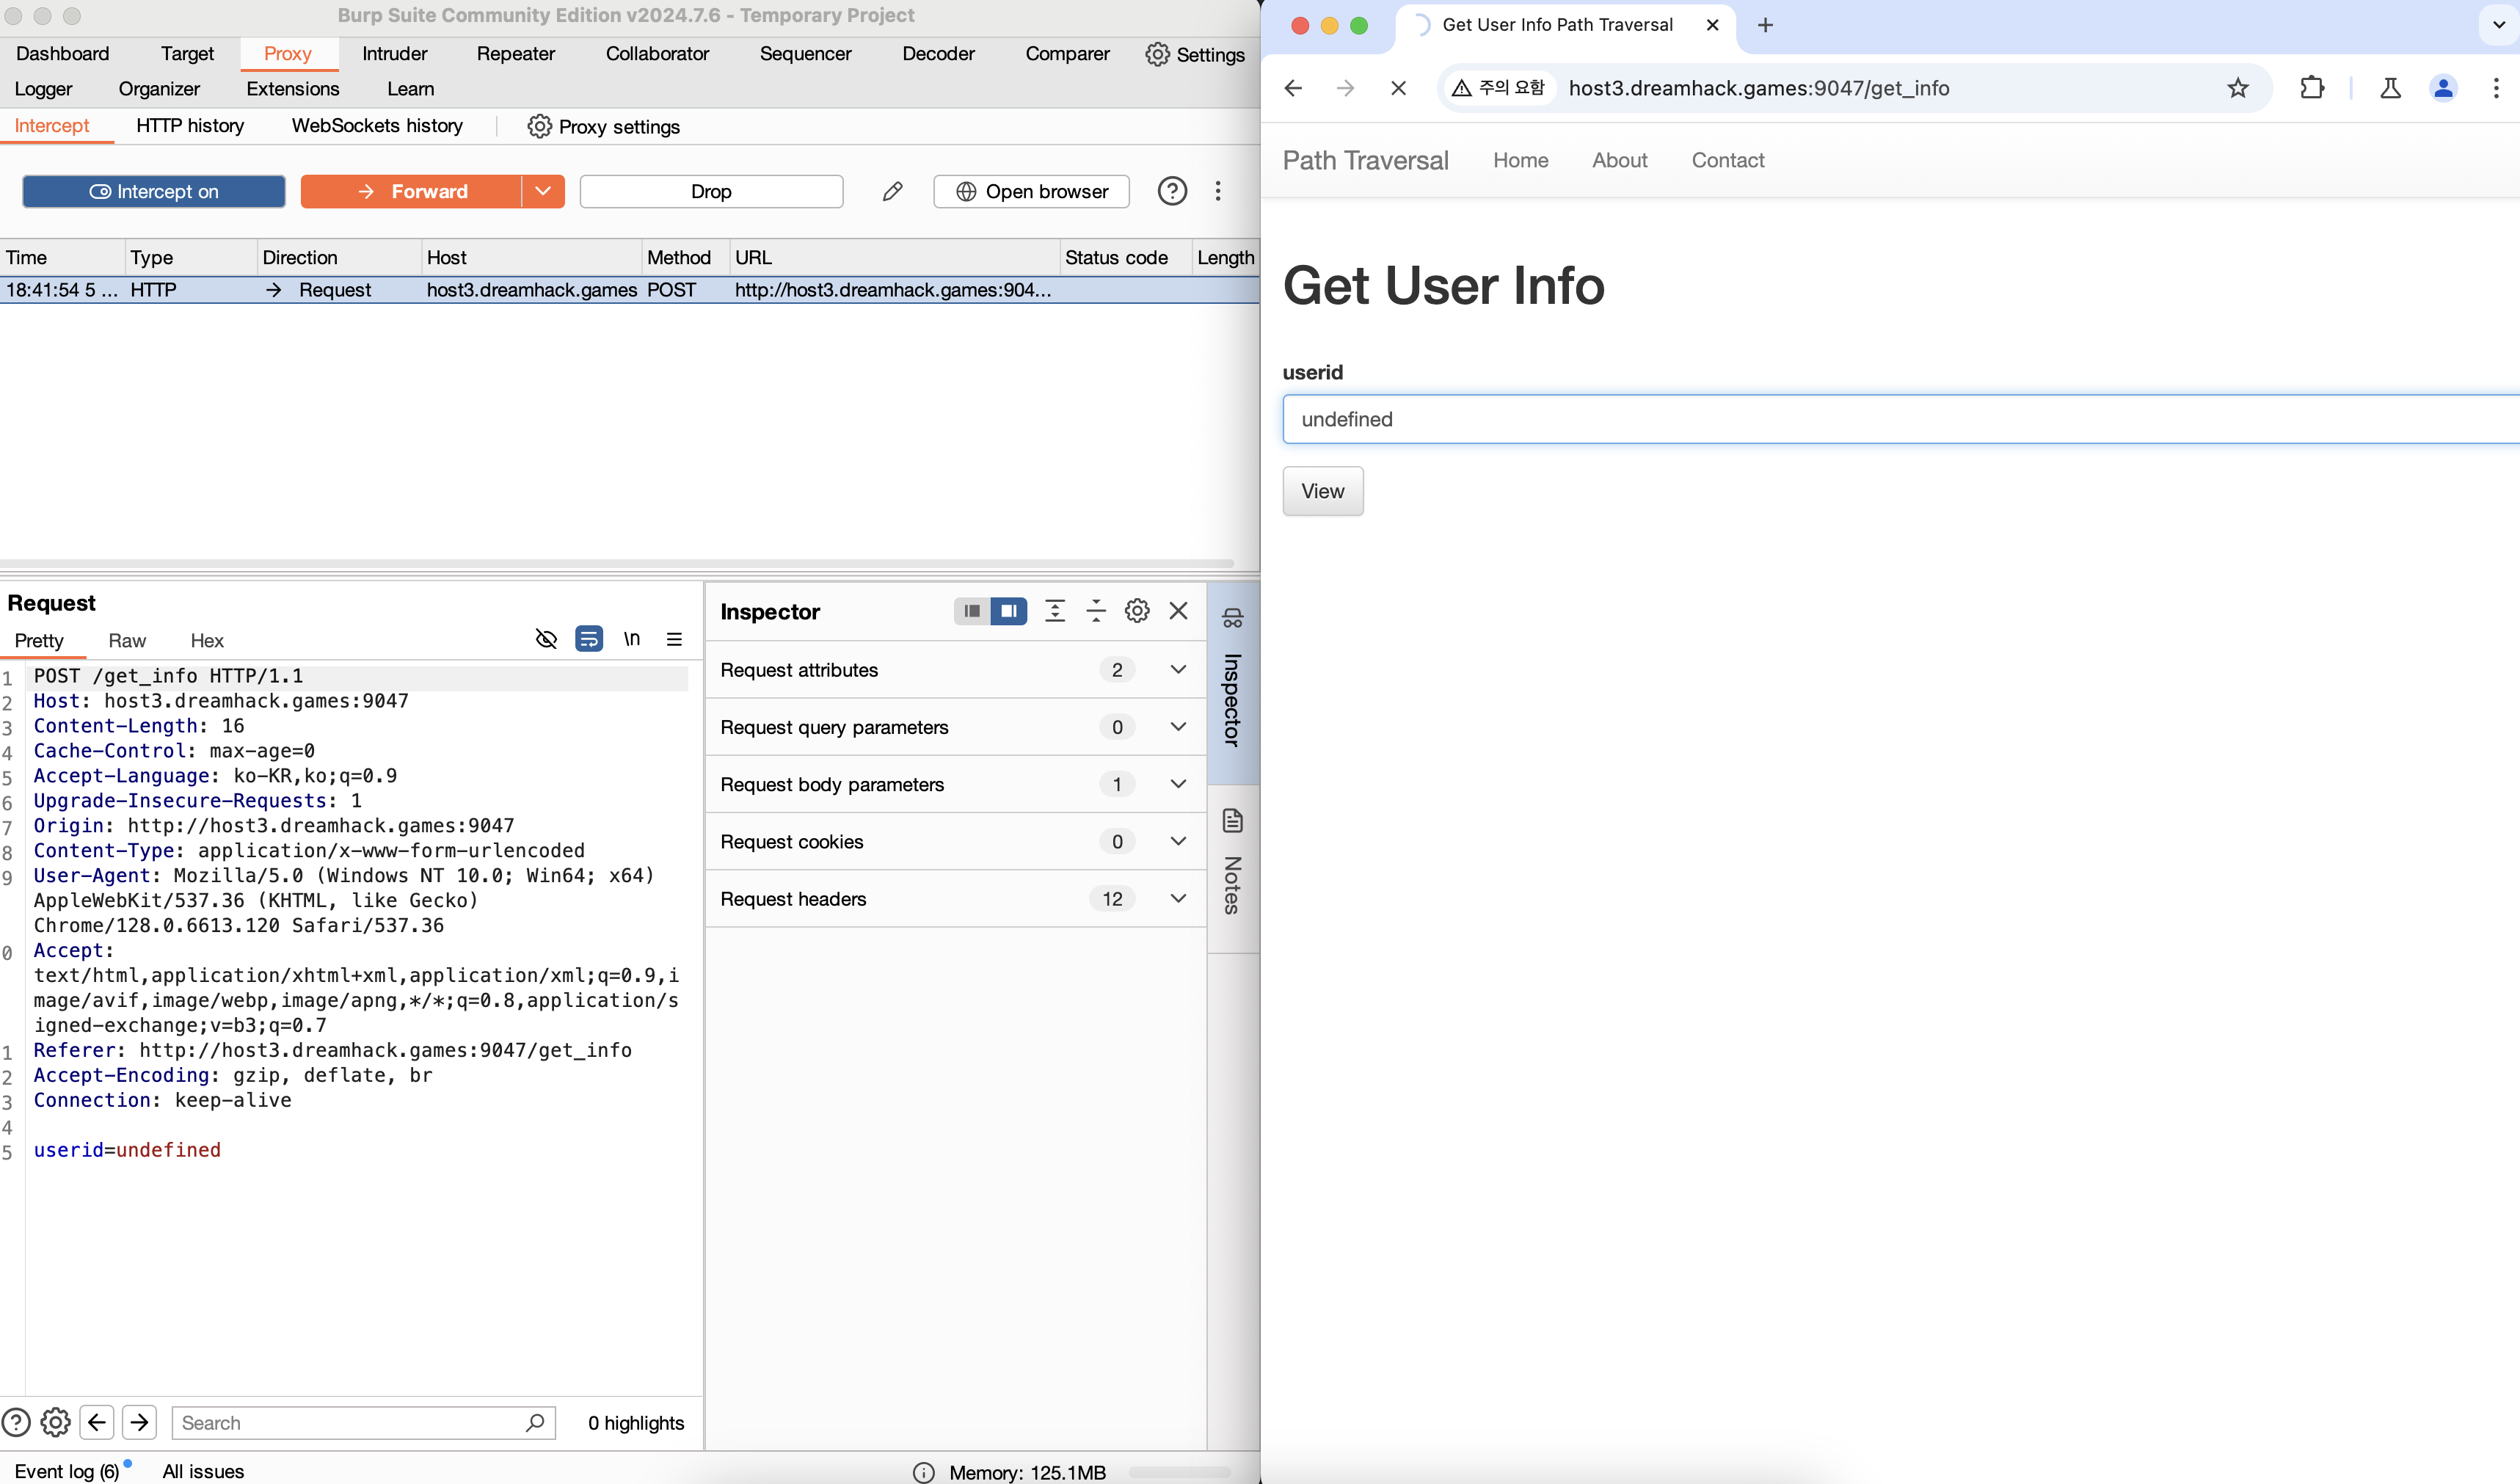 Burp Suite Community Edition v2024.7.6 - Temporary Project
Dashboard Target Proxy Intruder Repeater Collaborator Sequencer Decoder Comparer Settings
Logger Organizer Extensions Learn
Intercept HTTP history WebSockets history Proxy settings
Intercept on Forward Drop Open browser
Time Type Direction Host Method URL Status code Length
18:41:54 5 ... HTTP → Request host3.dreamhack.games POST http://host3.dreamhack.games:904...
Request
Pretty Raw Hex \n
1 POST /get_info HTTP/1.1
2 Host: host3.dreamhack.games:9047
3 Content-Length: 16
4 Cache-Control: max-age=0
5 Accept-Language: ko-KR,ko;q=0.9
6 Upgrade-Insecure-Requests: 1
7 Origin: http://host3.dreamhack.games:9047
8 Content-Type: application/x-www-form-urlencoded
9 User-Agent: Mozilla/5.0 (Windows NT 10.0; Win64; x64)
AppleWebKit/537.36 (KHTML, like Gecko)
Chrome/128.0.6613.120 Safari/537.36
0 Accept:
text/html,application/xhtml+xml,application/xml;q=0.9,i
mage/avif,image/webp,image/apng,*/*;q=0.8,application/s
igned-exchange;v=b3;q=0.7
1 Referer: http://host3.dreamhack.games:9047/get_info
2 Accept-Encoding: gzip, deflate, br
3 Connection: keep-alive
4
5 userid=undefined
Search 0 highlights
Inspector
Request attributes 2
Request query parameters 0
Request body parameters 1
Request cookies 0
Request headers 12
Inspector
Notes
Event log (6) All issues Memory: 125.1MB
Get User Info Path Traversal
주의 요함 host3.dreamhack.games:9047/get_info
Path Traversal Home About Contact
Get User Info
userid
undefined
View